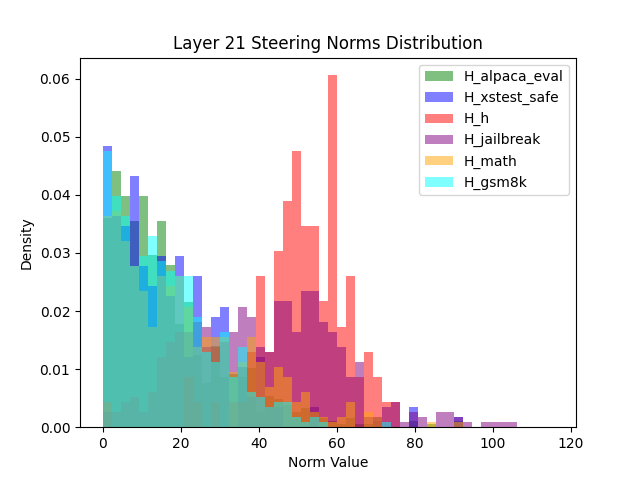 Layer 21 Steering Norms Distribution
H_alpaca_eval
H_xstest_safe
H_h
H_jailbreak
H_math
H_gsm8k
Density
0.06
0.05
0.04
0.03
0.02
0.01
0.00
0 20 40 60 80 100 120
Norm Value